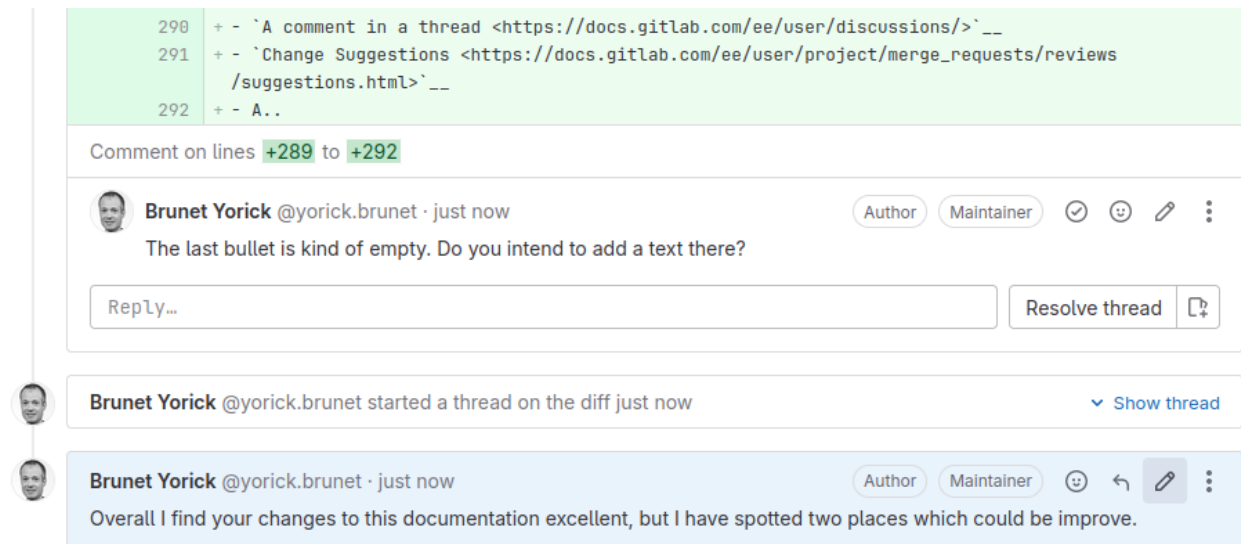 290 + - `A comment in a thread <https://docs.gitlab.com/ee/user/discussions/>`__
291 + - `Change Suggestions <https://docs.gitlab.com/ee/user/project/merge_requests/reviews
/suggestions.html>`__
292 + - A..
Comment on lines +289 to +292
Brunet Yorick @yorick.brunet · just now Author Maintainer
The last bullet is kind of empty. Do you intend to add a text there?
Reply… Resolve thread
Brunet Yorick @yorick.brunet started a thread on the diff just now Show thread
Brunet Yorick @yorick.brunet · just now Author Maintainer
Overall I find your changes to this documentation excellent, but I have spotted two places which could be improve.